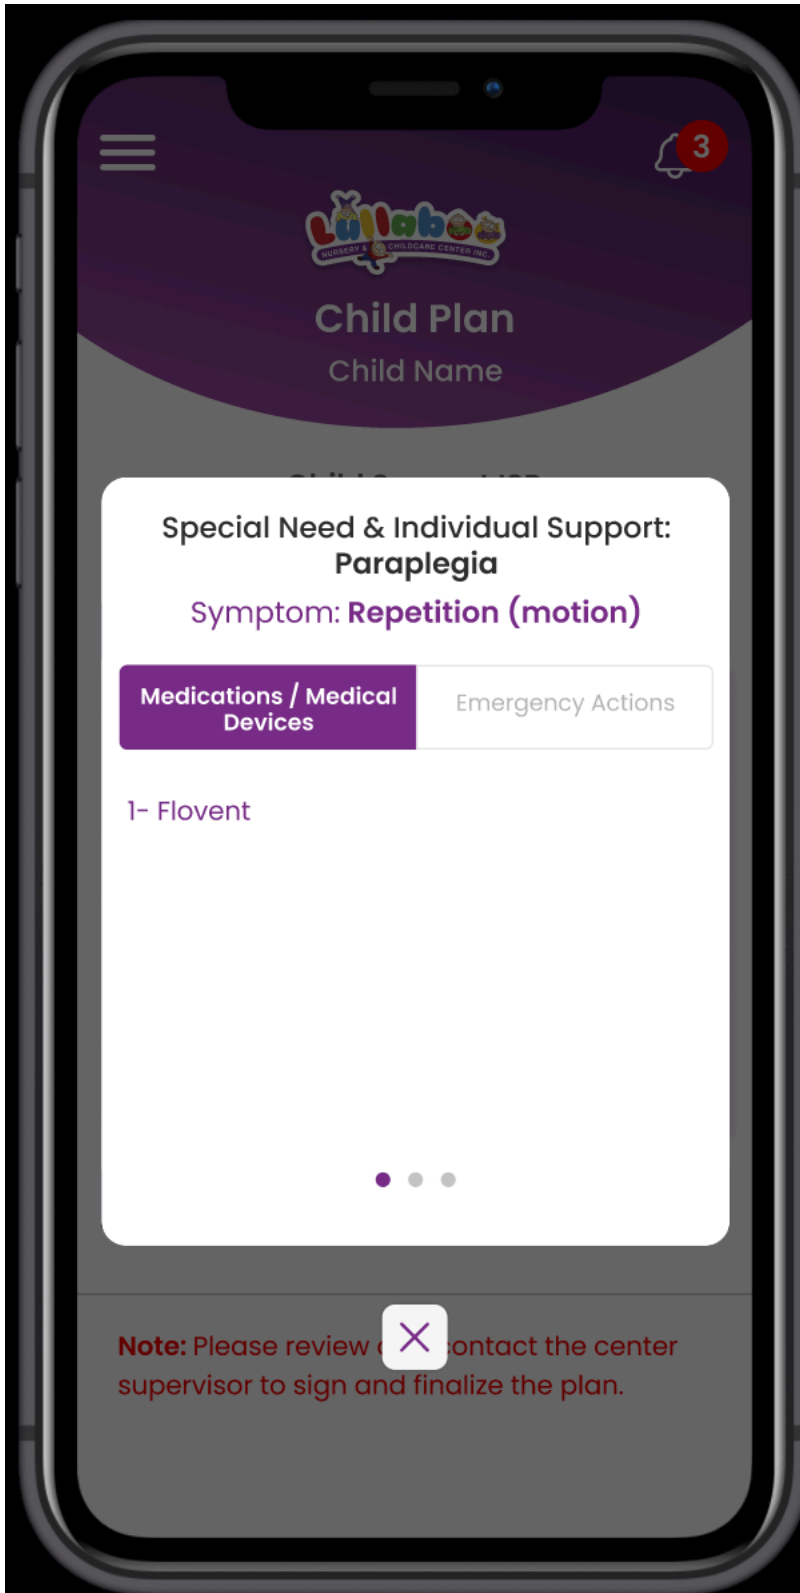 3
Lullaboo
NURSERY & CHILDCARE CENTER INC.
Child Plan
Child Name
Special Need & Individual Support:
Paraplegia
Symptom: Repetition (motion)
Medications / Medical
Devices
Emergency Actions
1- Flovent
Note: Please review contact the center
supervisor to sign and finalize the plan.